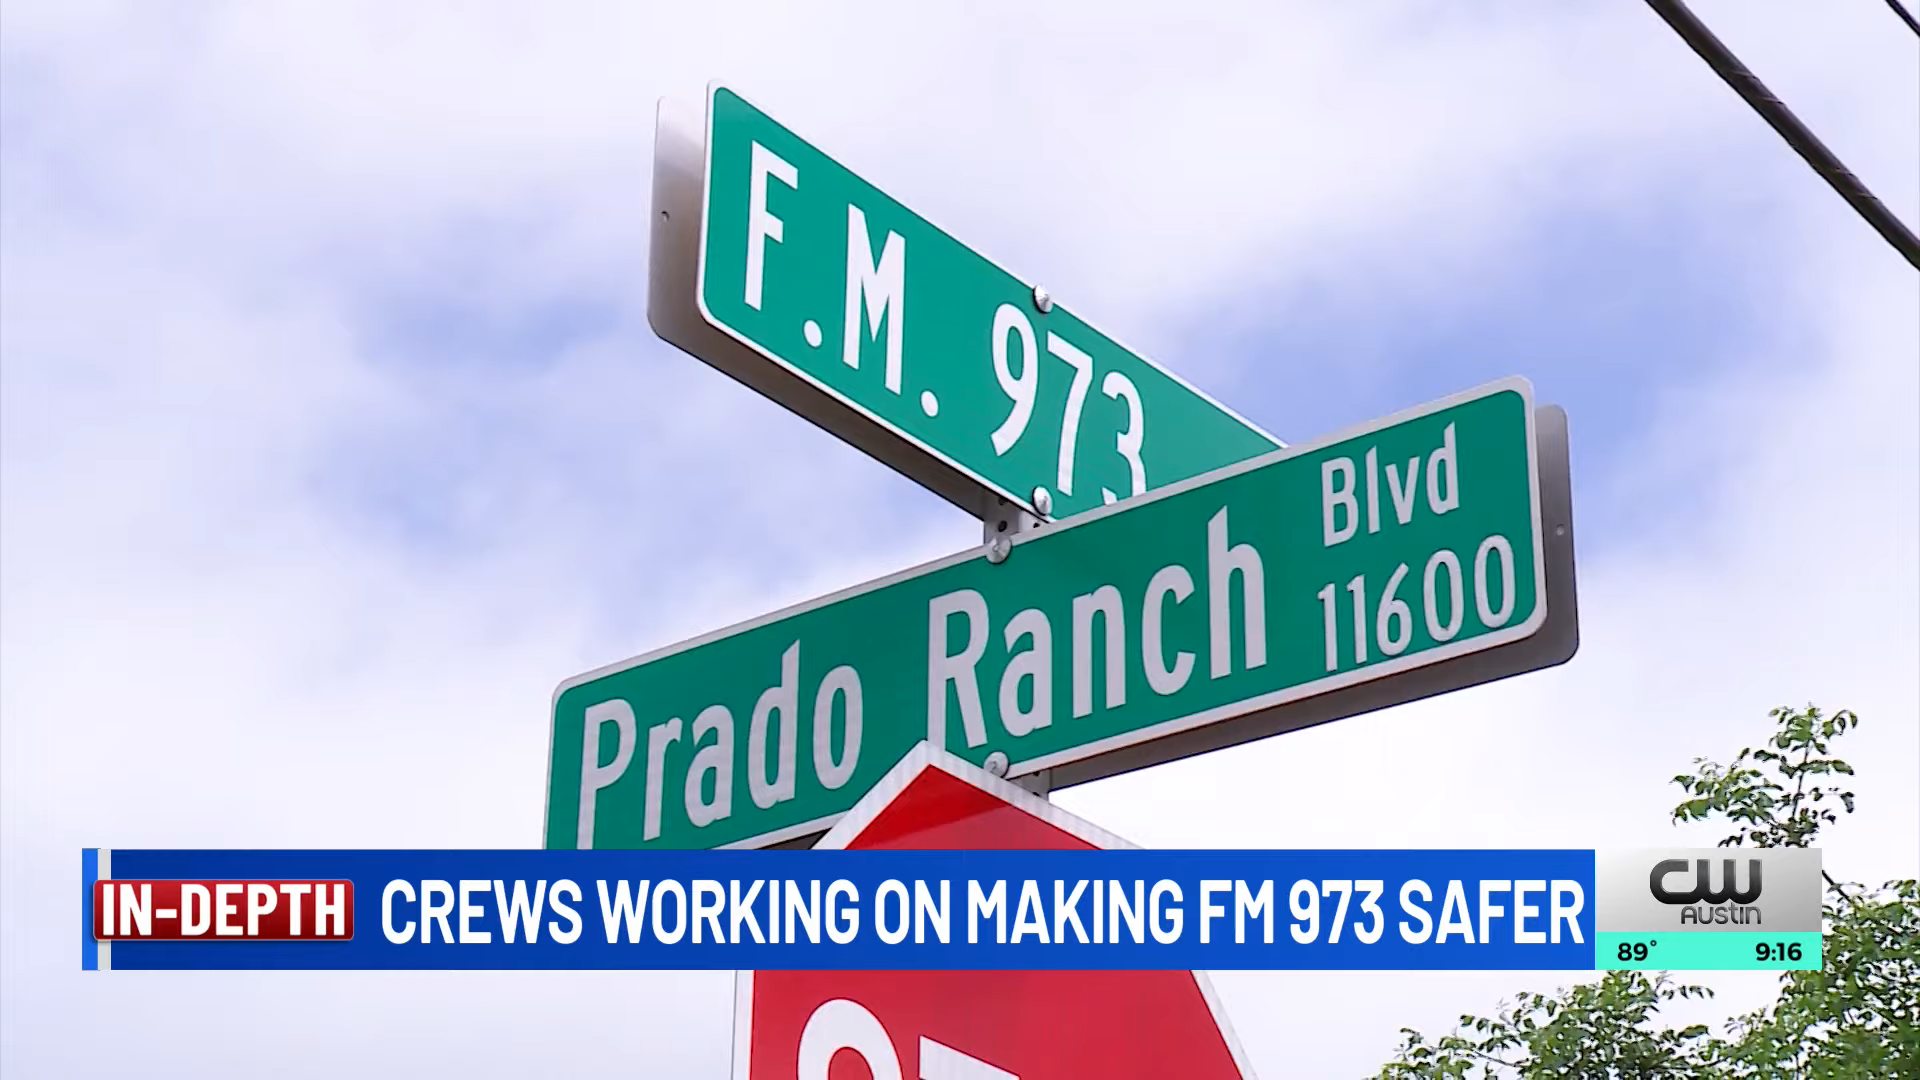 F.M. 973
Prado Ranch Blvd
11600
IN-DEPTH
CREWS WORKING ON MAKING FM 973 SAFER
CW
AUSTIN
89°
9:16